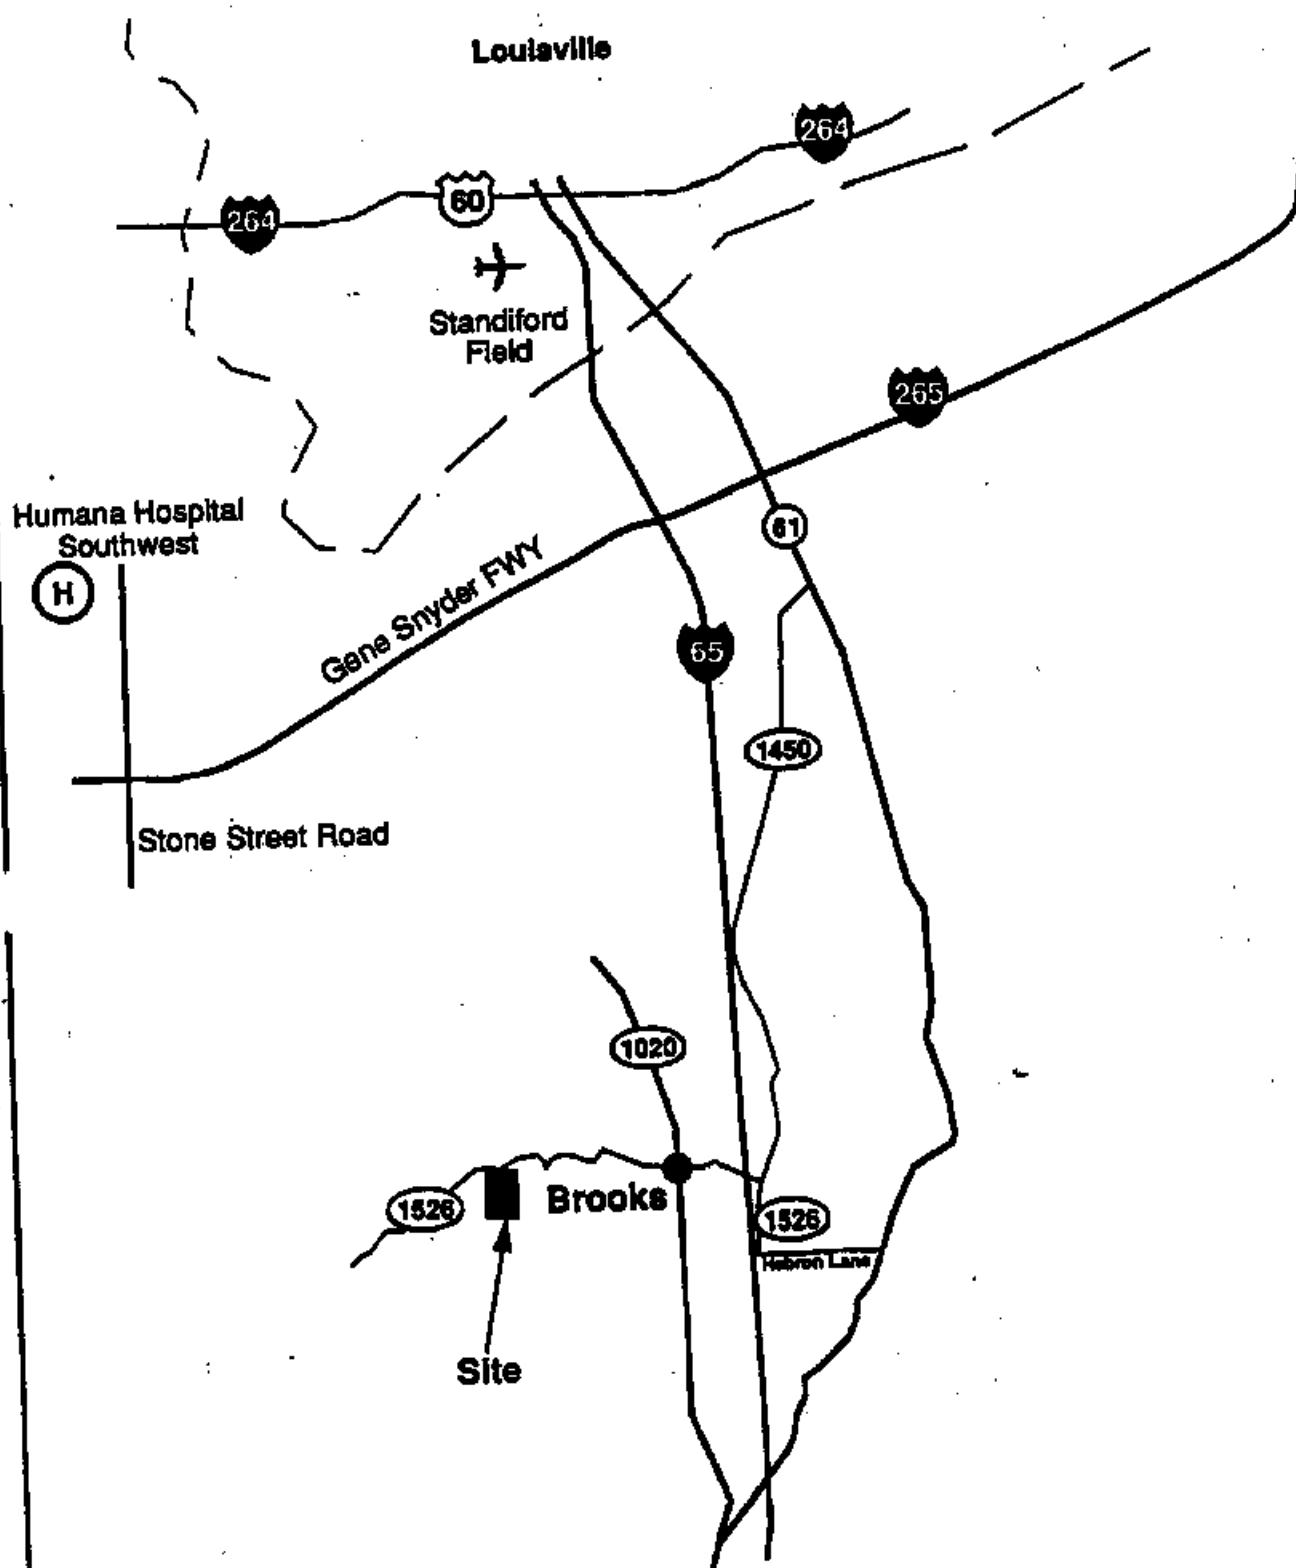 Louisville
264
60
264
Standiford
Field
265
Humana Hospital
Southwest
H
61
Gene Snyder FWY
65
1450
Stone Street Road
1020
Brooks
1526
1526
Hebron Lane
Site